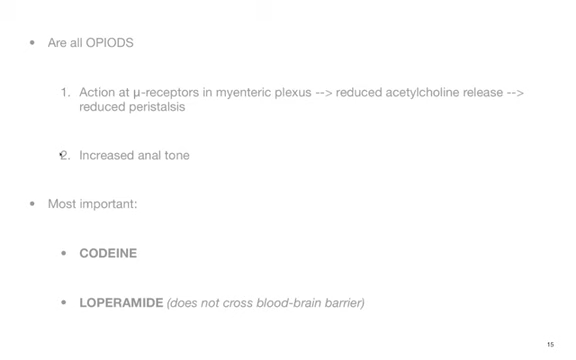 • Are all OPIODS
1. Action at μ-receptors in myenteric plexus --> reduced acetylcholine release -->
reduced peristalsis
2. Increased anal tone
• Most important:
• CODEINE
• LOPERAMIDE (does not cross blood-brain barrier)
15